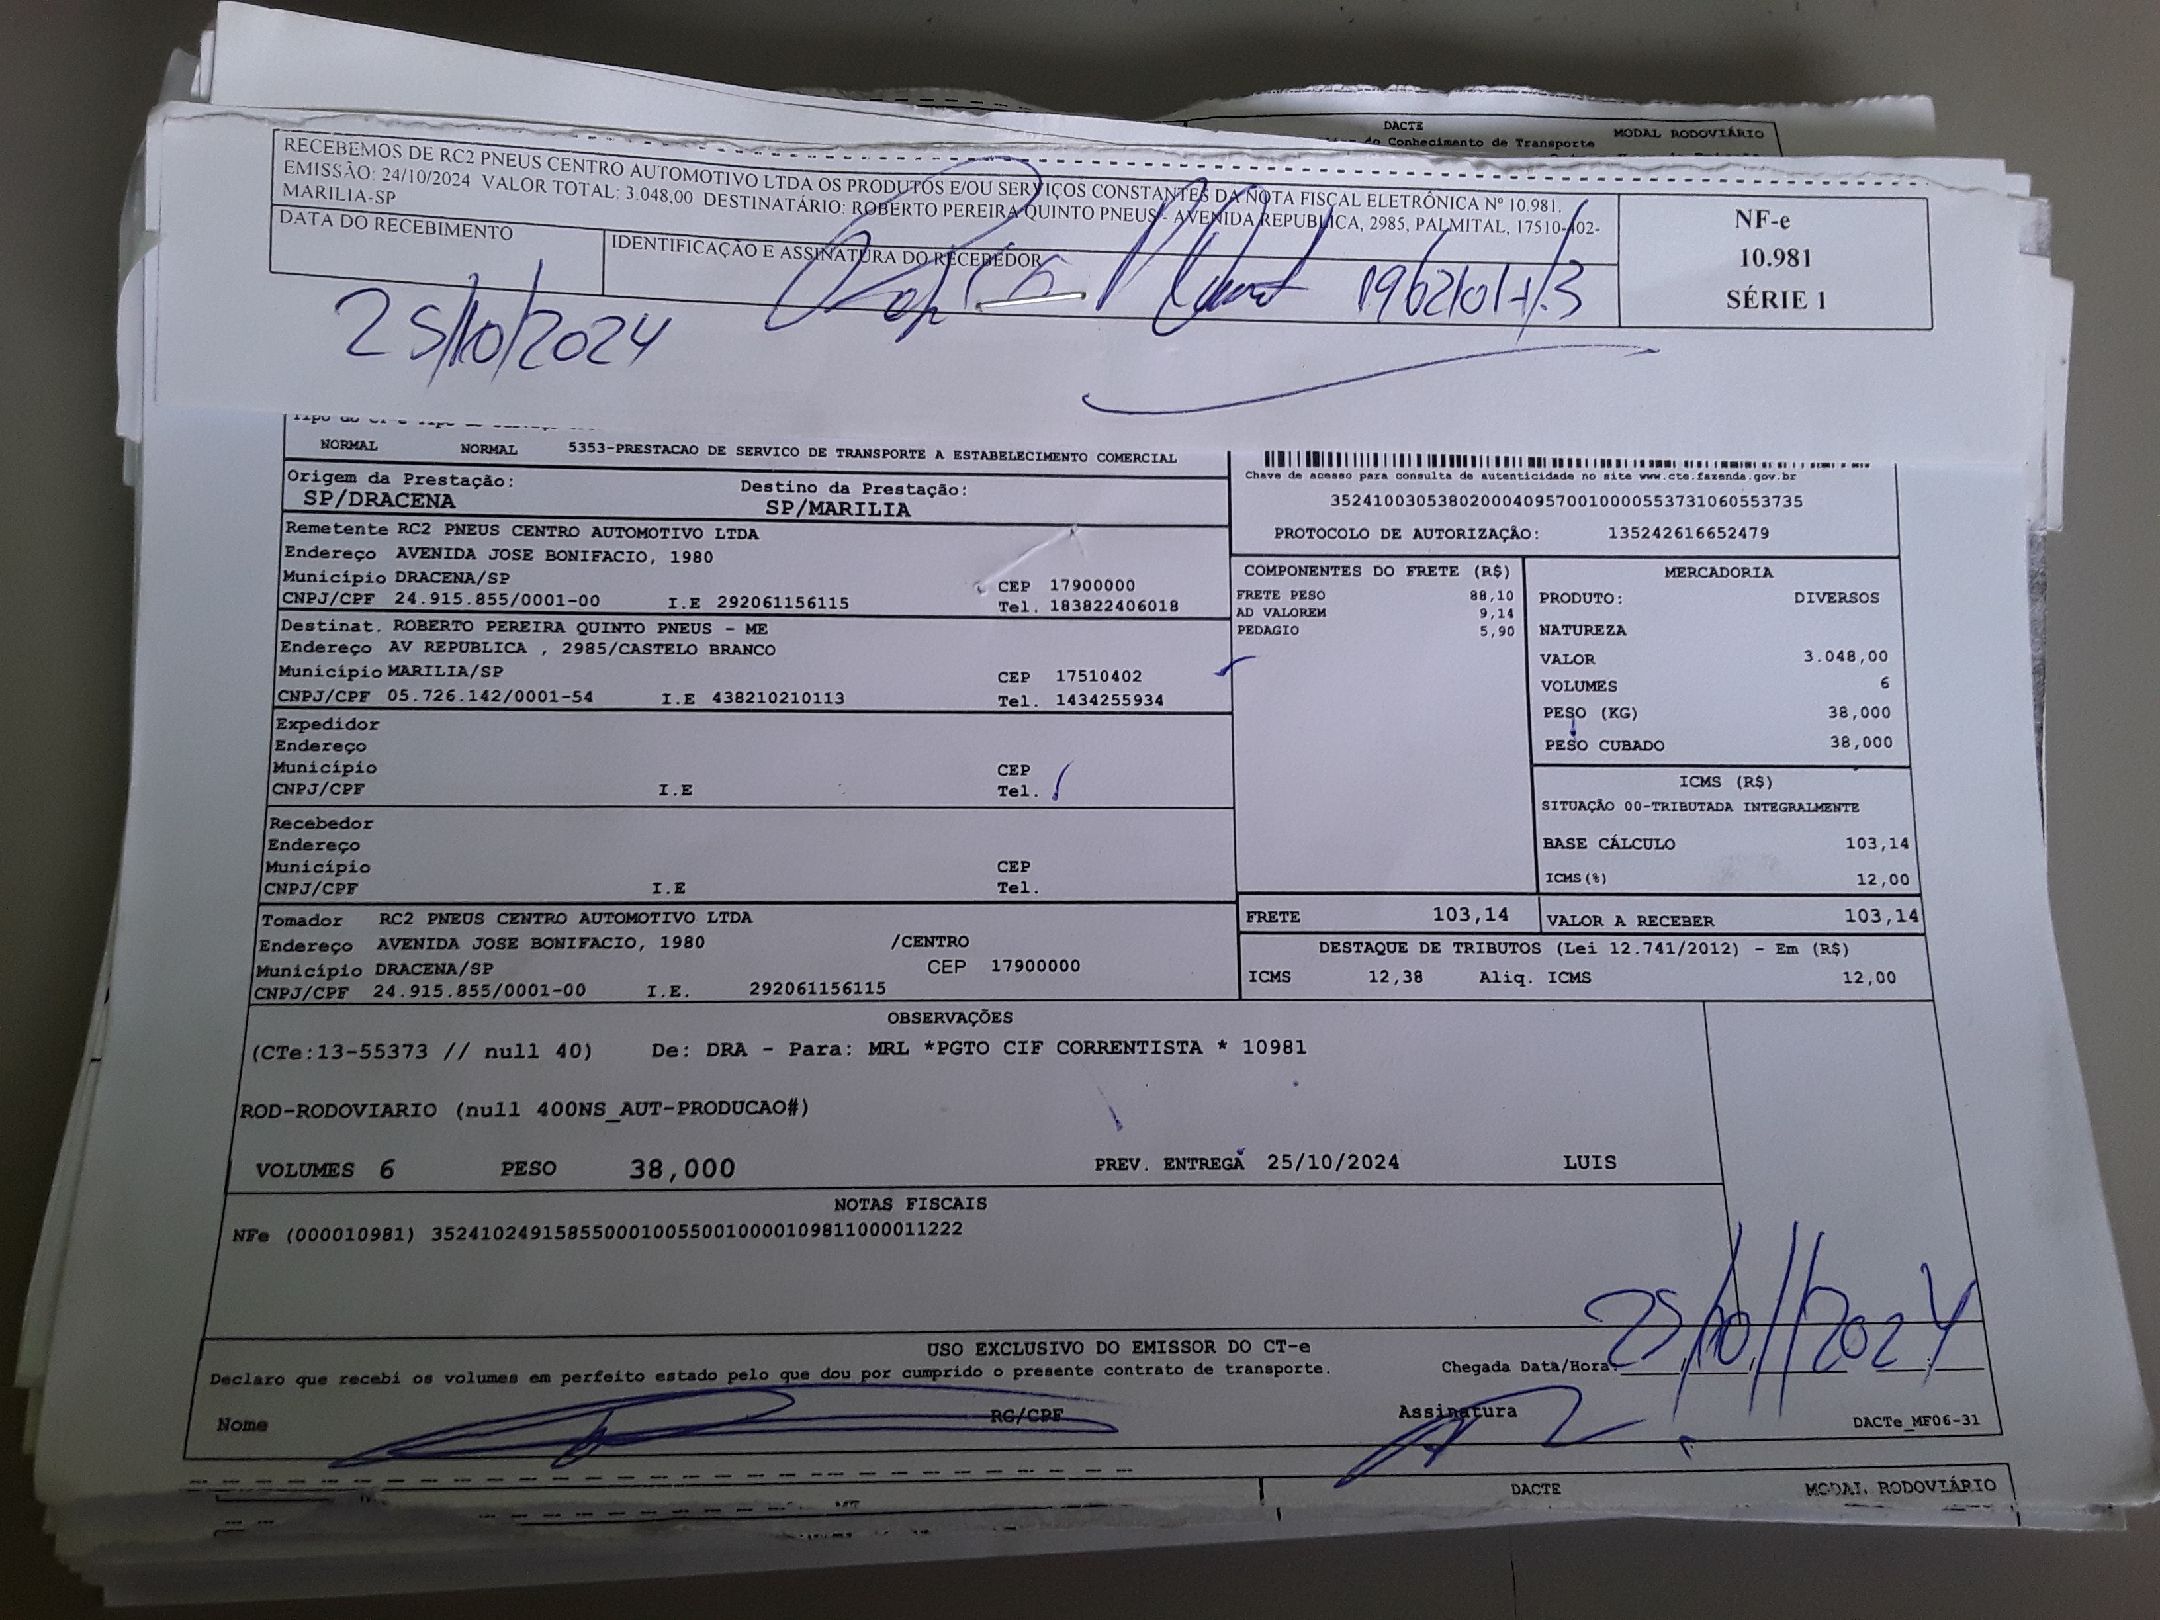 DACTE
MODAL RODOVIÁRIO
do Conhecimento de Transporte
RECEBEMOS DE RC2 PNEUS CENTRO AUTOMOTIVO LTDA OS PRODUTOS E/OU SERVIÇOS CONSTANTES DA NOTA FISCAL ELETRÔNICA Nº 10.981.
EMISSÃO: 24/10/2024 VALOR TOTAL: 3.048,00 DESTINATÁRIO: ROBERTO PEREIRA QUINTO PNEUS - AVENIDA REPUBLICA, 2985, PALMITAL, 17510-402-
MARILIA-SP
DATA DO RECEBIMENTO
IDENTIFICAÇÃO E ASSINATURA DO RECEBEDOR
NF-e
10.981
SÉRIE 1
25/10/2024
NORMAL NORMAL 5353-PRESTACAO DE SERVICO DE TRANSPORTE A ESTABELECIMENTO COMERCIAL
Origem da Prestação:
SP/DRACENA
Destino da Prestação:
SP/MARILIA
Chave de acesso para consulta de autenticidade no site www.cte.fazenda.gov.br
35241003053802000409570010000553731060553735
PROTOCOLO DE AUTORIZAÇÃO: 135242616652479
Remetente RC2 PNEUS CENTRO AUTOMOTIVO LTDA
Endereço AVENIDA JOSE BONIFACIO, 1980
Município DRACENA/SP CEP 17900000
CNPJ/CPF 24.915.855/0001-00 I.E 292061156115 Tel. 183822406018
Destinat. ROBERTO PEREIRA QUINTO PNEUS - ME
Endereço AV REPUBLICA , 2985/CASTELO BRANCO
Município MARILIA/SP CEP 17510402
CNPJ/CPF 05.726.142/0001-54 I.E 438210210113 Tel. 1434255934
Expedidor
Endereço
Município CEP
CNPJ/CPF I.E Tel.
Recebedor
Endereço
Município CEP
CNPJ/CPF I.E Tel.
Tomador RC2 PNEUS CENTRO AUTOMOTIVO LTDA
Endereço AVENIDA JOSE BONIFACIO, 1980 /CENTRO
Município DRACENA/SP CEP 17900000
CNPJ/CPF 24.915.855/0001-00 I.E. 292061156115
COMPONENTES DO FRETE (R$)
FRETE PESO 88,10
AD VALOREM 9,14
PEDAGIO 5,90
MERCADORIA
PRODUTO: DIVERSOS
NATUREZA
VALOR 3.048,00
VOLUMES 6
PESO (KG) 38,000
PESO CUBADO 38,000
ICMS (R$)
SITUAÇÃO 00-TRIBUTADA INTEGRALMENTE
BASE CÁLCULO 103,14
ICMS(%) 12,00
FRETE 103,14
VALOR A RECEBER 103,14
DESTAQUE DE TRIBUTOS (Lei 12.741/2012) - Em (R$)
ICMS 12,38 Aliq. ICMS 12,00
OBSERVAÇÕES
(CTe:13-55373 // null 40) De: DRA - Para: MRL *PGTO CIF CORRENTISTA * 10981
ROD-RODOVIARIO (null 400NS_AUT-PRODUCAO#)
VOLUMES 6 PESO 38,000 PREV. ENTREGA 25/10/2024 LUIS
NOTAS FISCAIS
NFe (000010981) 35241024915855000100550010000109811000011222
USO EXCLUSIVO DO EMISSOR DO CT-e
Declaro que recebi os volumes em perfeito estado pelo que dou por cumprido o presente contrato de transporte.
Chegada Data/Hora: 25/10/2024
Nome RG/CPF Assinatura
DACTe_MF06-31
DACTE
MODAL RODOVIÁRIO